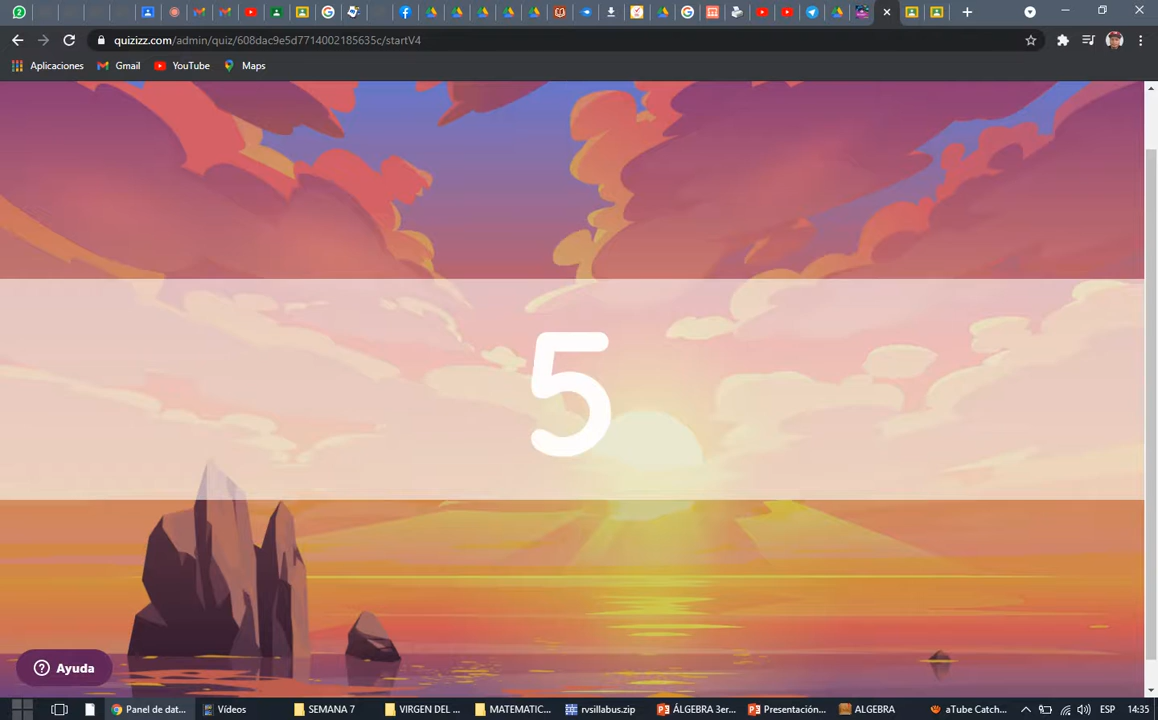 quizizz.com/admin/quiz/608dac9e5d7714002185635c/startV4
Aplicaciones
Gmail
YouTube
Maps
5
Ayuda
Panel de dat...
Vídeos
SEMANA 7
VIRGEN DEL ...
MATEMATIC...
rvsillabus.zip
ÁLGEBRA 3er...
Presentación...
ALGEBRA
aTube Catch...
ESP
14:35